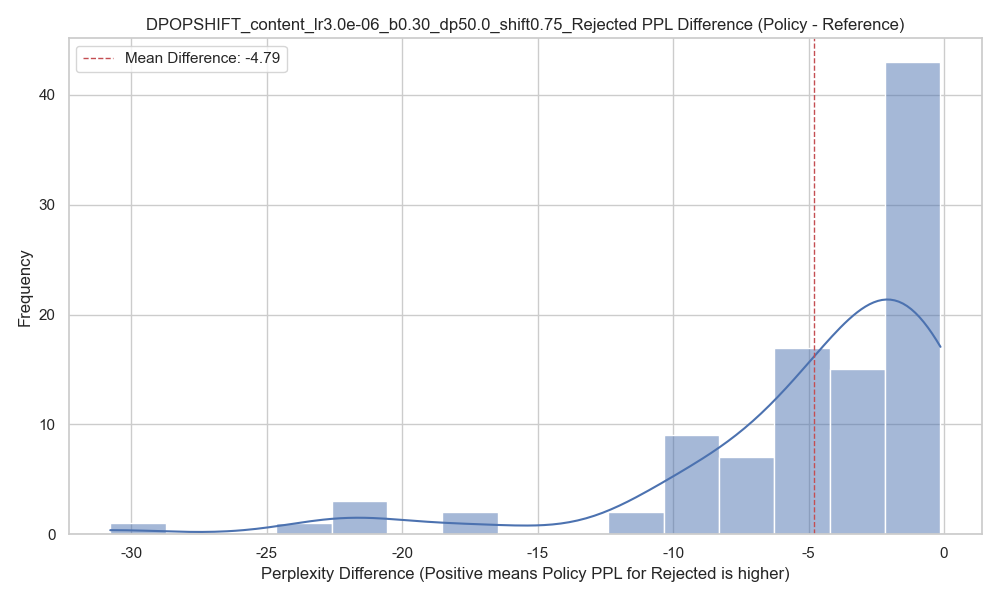 DPOPSHIFT_content_lr3.0e-06_b0.30_dp50.0_shift0.75_Rejected PPL Difference (Policy - Reference)
Mean Difference: -4.79
Frequency
40
30
20
10
0
-30 -25 -20 -15 -10 -5 0
Perplexity Difference (Positive means Policy PPL for Rejected is higher)